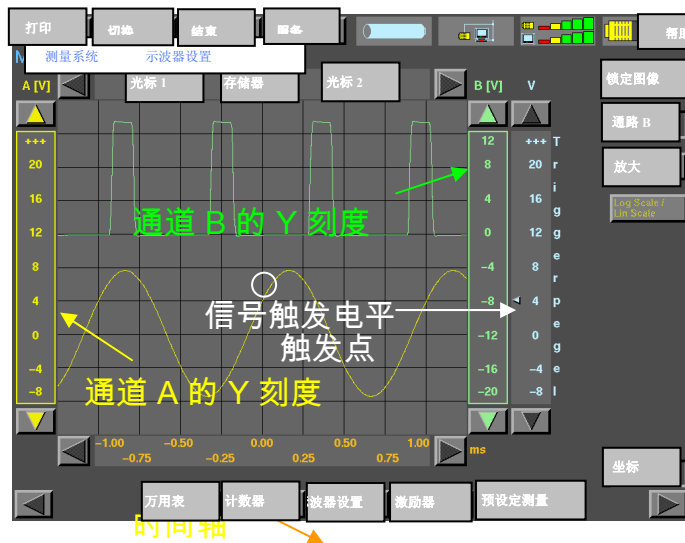 打印 切换 结束 图名
测量系统 示波器设置
帮助
A [V] 光标 1 存储器 光标 2 B [V] V
锁定图像
通路 B
放大
Log Scale /
Lin Scale
+++ 12 +++
20 8 20
16 4 16
12 0 12
8 −4 8
4 −8 4
0 −12 0
−4 −16 −4
−8 −20 −8
Triggerpegel
通道 B 的 Y 刻度
信号触发电平
触发点
通道 A 的 Y 刻度
−1.00 −0.50 0.00 0.50 1.00
−0.75 −0.25 0.25 0.75
ms
坐标
万用表 计数器 波器设置 激励器 预设定测量
时间轴